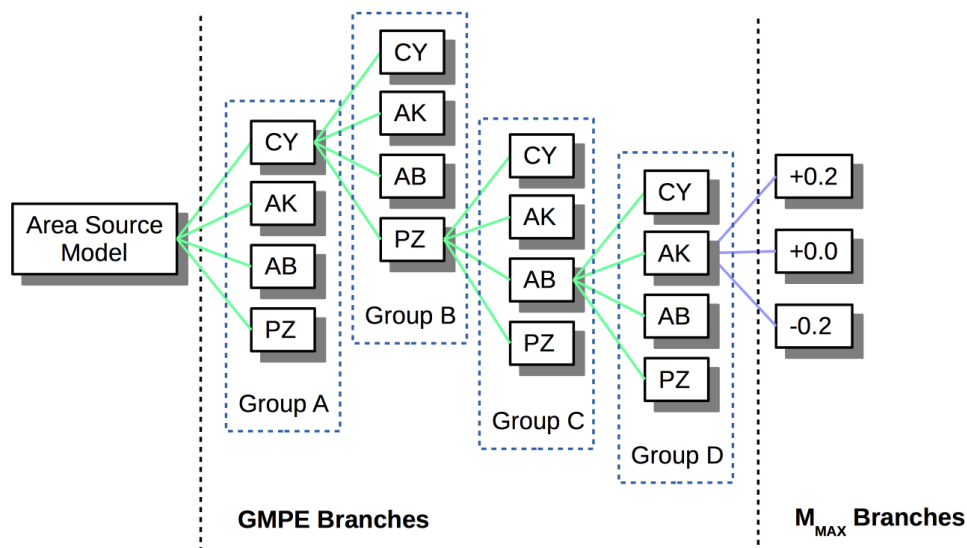 Area Source
Model
CY
AK
AB
PZ
Group A
CY
AK
AB
PZ
Group B
CY
AK
AB
PZ
Group C
CY
AK
AB
PZ
Group D
+0.2
+0.0
-0.2
GMPE Branches
MMAX Branches